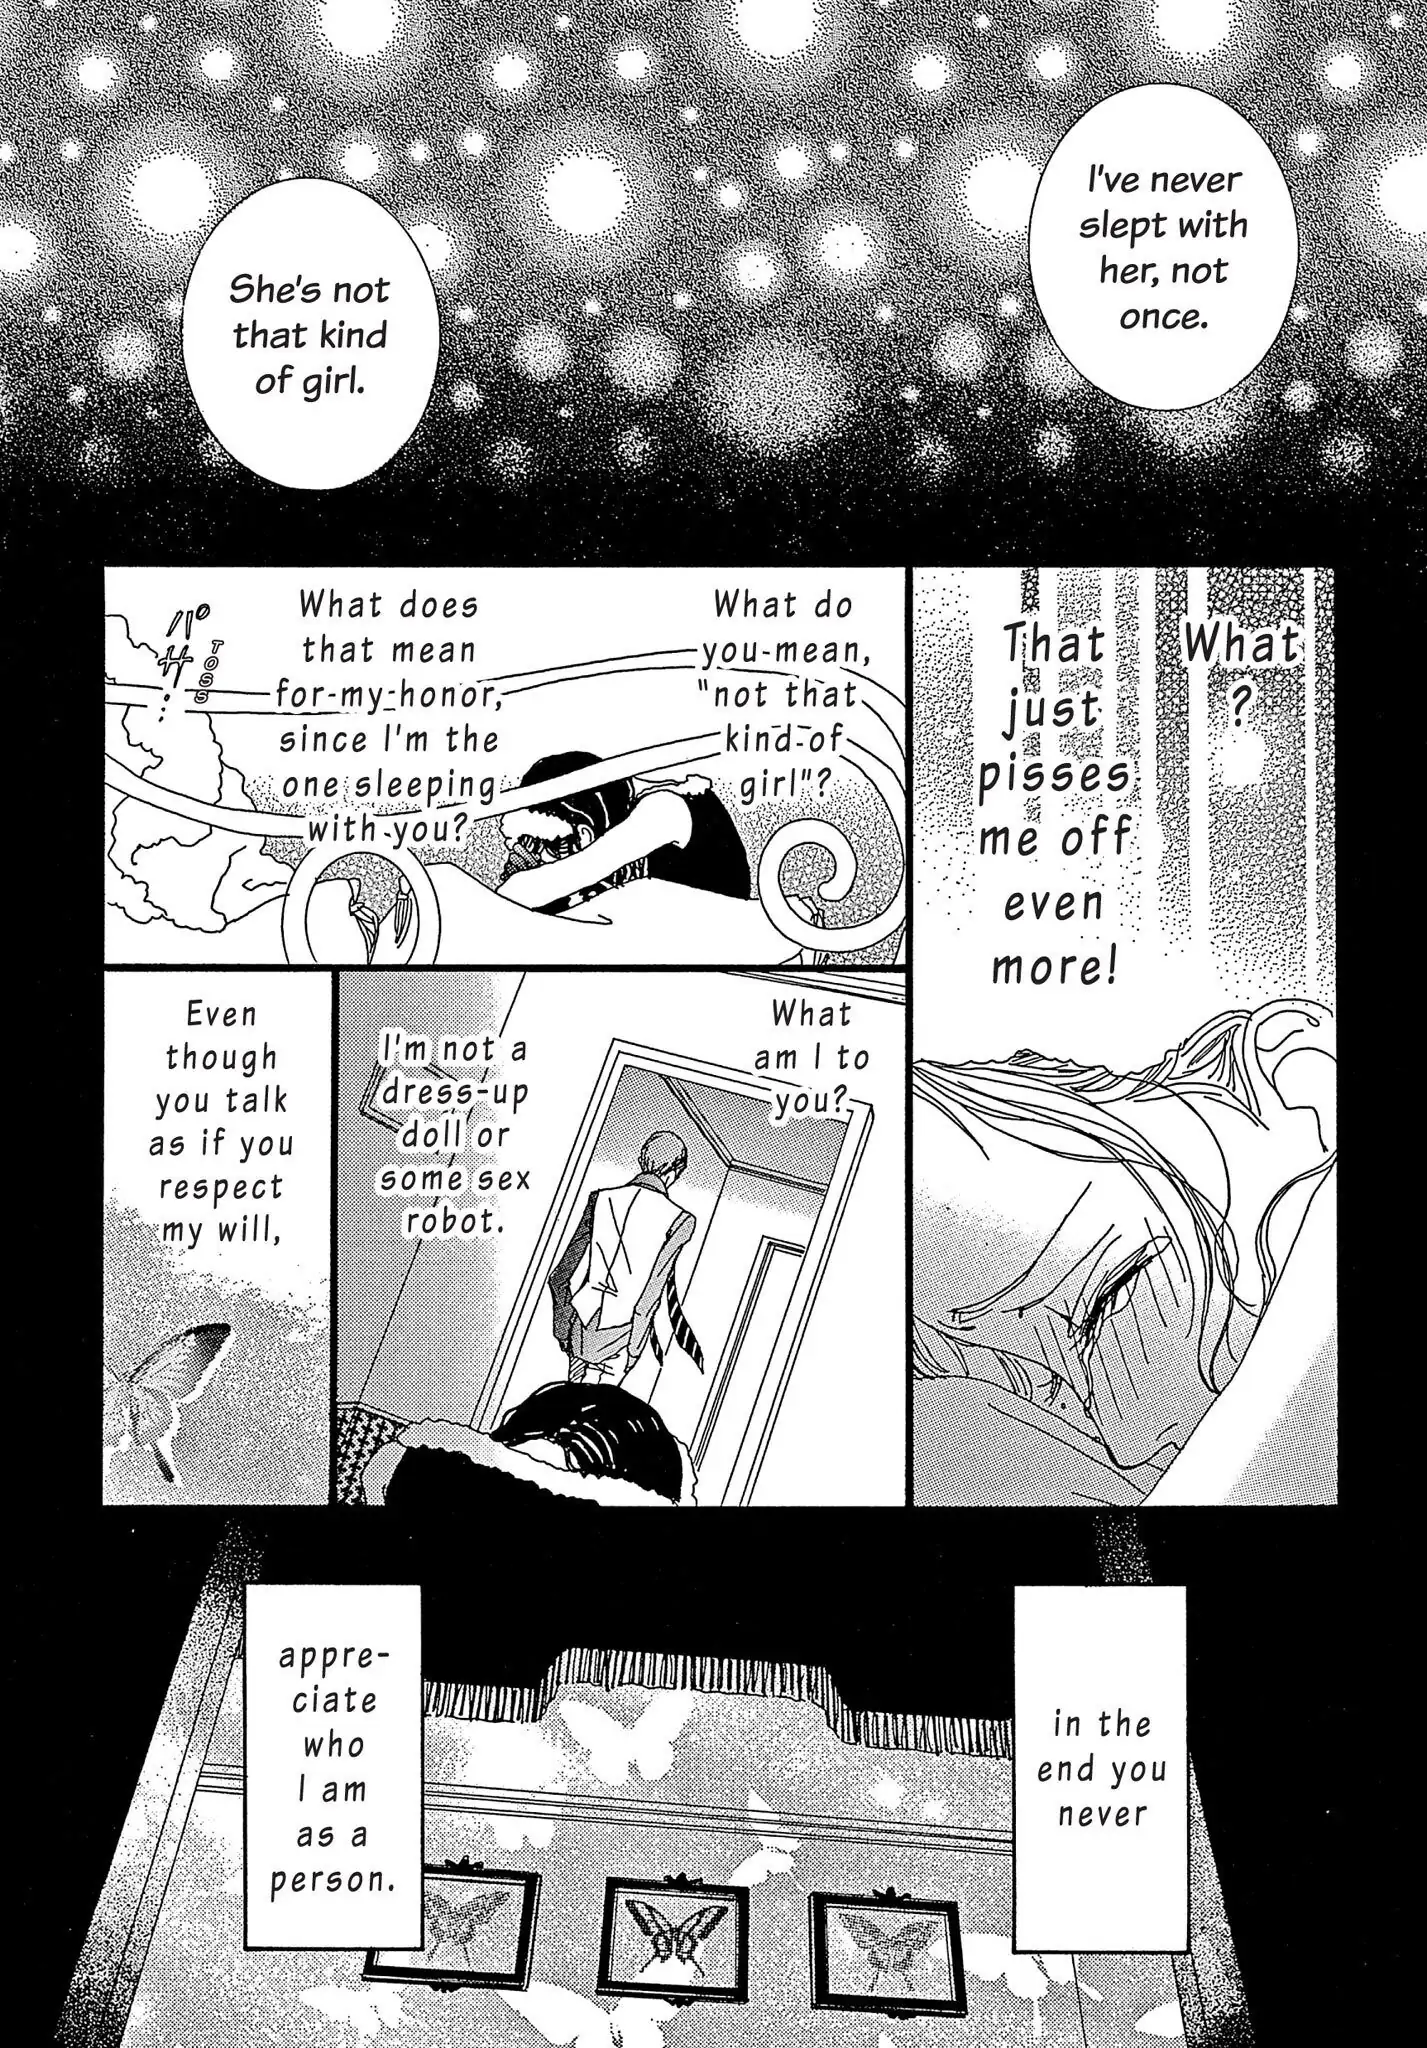 I've never
slept with
her, not
once.
She's not
that kind
of girl.
What
?
That
just
pisses
me off
even
more!
What do
you mean,
"not that
kind of
girl"?
What does
that mean
for my honor,
since I'm the
one sleeping
with you?
TOSS
パサ…
What
am I to
you?
I'm not a
dress-up
doll or
some sex
robot.
Even
though
you talk
as if you
respect
my will,
in the
end you
never
appre-
ciate
who
I am
as a
person.